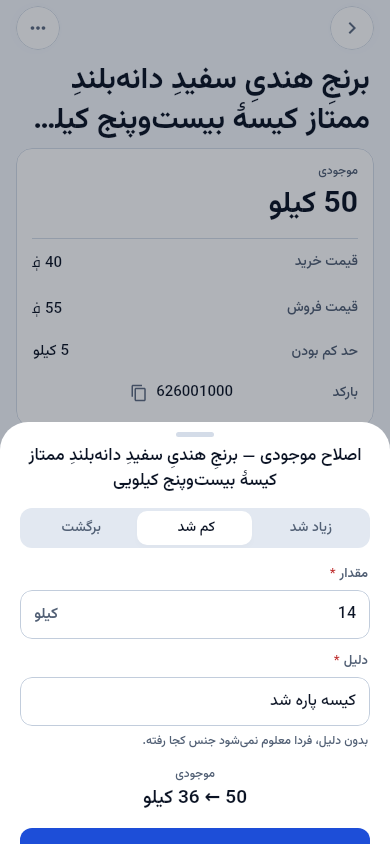 برنجِ هندیِ سفیدِ دانه‌بلندِ
ممتاز کیسهٔ بیست‌وپنج کیلـ...
موجودی
50 کیلو
قیمت خرید
40 ؋
قیمت فروش
55 ؋
حد کم بودن
5 کیلو
بارکد
626001000
اصلاح موجودی — برنجِ هندیِ سفیدِ دانه‌بلندِ ممتاز
کیسهٔ بیست‌وپنج کیلویی
زیاد شد
کم شد
برگشت
مقدار *
14
کیلو
دلیل *
کیسه پاره شد
بدون دلیل، فردا معلوم نمی‌شود جنس کجا رفته.
موجودی
50 ← 36 کیلو